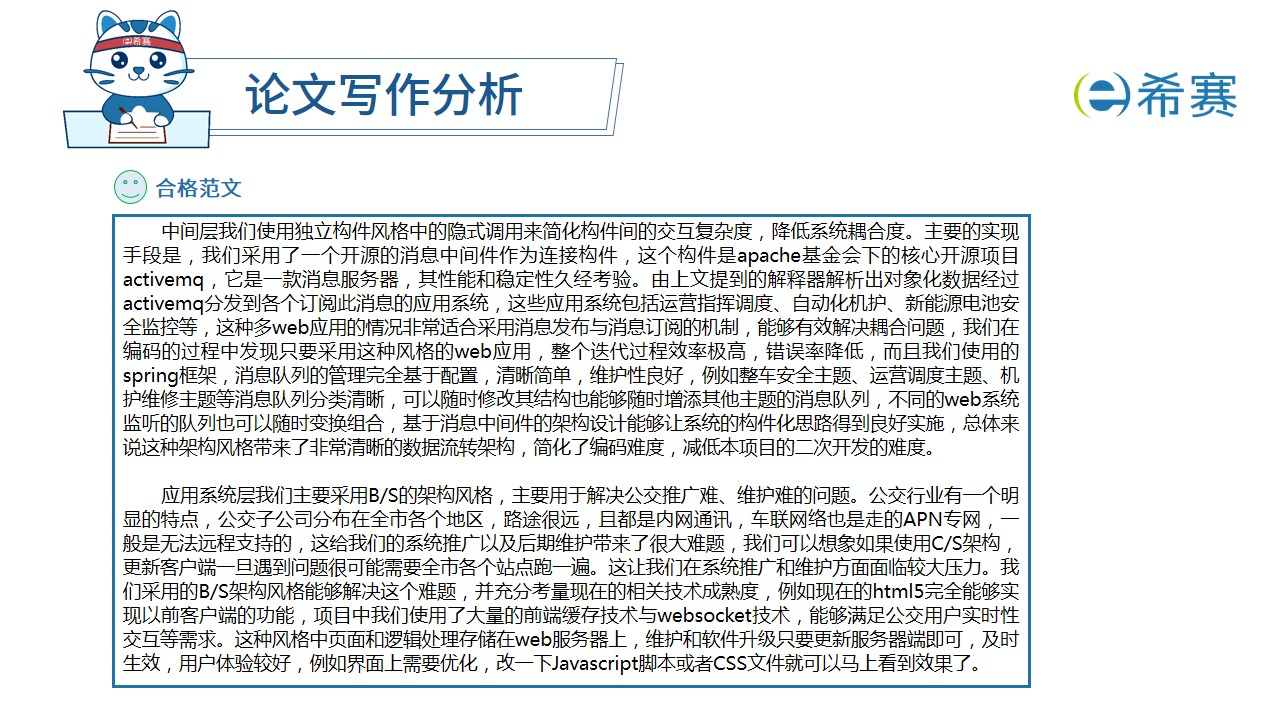 希赛
论文写作分析
希赛
合格范文
中间层我们使用独立构件风格中的隐式调用来简化构件间的交互复杂度，降低系统耦合度。主要的实现
手段是，我们采用了一个开源的消息中间件作为连接构件，这个构件是apache基金会下的核心开源项目
activemq，它是一款消息服务器，其性能和稳定性久经考验。由上文提到的解释器解析出对象化数据经过
activemq分发到各个订阅此消息的应用系统，这些应用系统包括运营指挥调度、自动化机护、新能源电池安
全监控等，这种多web应用的情况非常适合采用消息发布与消息订阅的机制，能够有效解决耦合问题，我们在
编码的过程中发现只要采用这种风格的web应用，整个迭代过程效率极高，错误率降低，而且我们使用的
spring框架，消息队列的管理完全基于配置，清晰简单，维护性良好，例如整车安全主题、运营调度主题、机
护维修主题等消息队列分类清晰，可以随时修改其结构也能够随时增添其他主题的消息队列，不同的web系统
监听的队列也可以随时变换组合，基于消息中间件的架构设计能够让系统的构件化思路得到良好实施，总体来
说这种架构风格带来了非常清晰的数据流转架构，简化了编码难度，减低本项目的二次开发的难度。
应用系统层我们主要采用B/S的架构风格，主要用于解决公交推广难、维护难的问题。公交行业有一个明
显的特点，公交子公司分布在全市各个地区，路途很远，且都是内网通讯，车联网络也是走的APN专网，一
般是无法远程支持的，这给我们的系统推广以及后期维护带来了很大难题，我们可以想象如果使用C/S架构，
更新客户端一旦遇到问题很可能需要全市各个站点跑一遍。这让我们在系统推广和维护方面面临较大压力。我
们采用的B/S架构风格能够解决这个难题，并充分考量现在的相关技术成熟度，例如现在的html5完全能够实
现以前客户端的功能，项目中我们使用了大量的前端缓存技术与websocket技术，能够满足公交用户实时性
交互等需求。这种风格中页面和逻辑处理存储在web服务器上，维护和软件升级只要更新服务器端即可，及时
生效，用户体验较好，例如界面上需要优化，改一下Javascript脚本或者CSS文件就可以马上看到效果了。